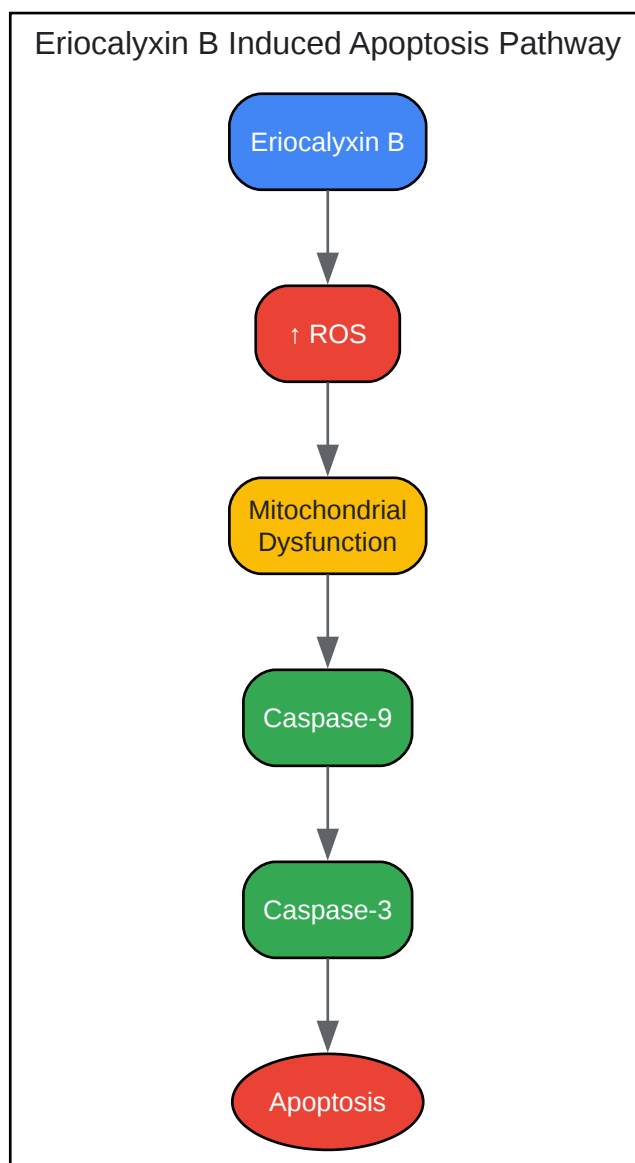 Eriocalyxin B Induced Apoptosis Pathway
Eriocalyxin B
↑ ROS
Mitochondrial
Dysfunction
Caspase-9
Caspase-3
Apoptosis